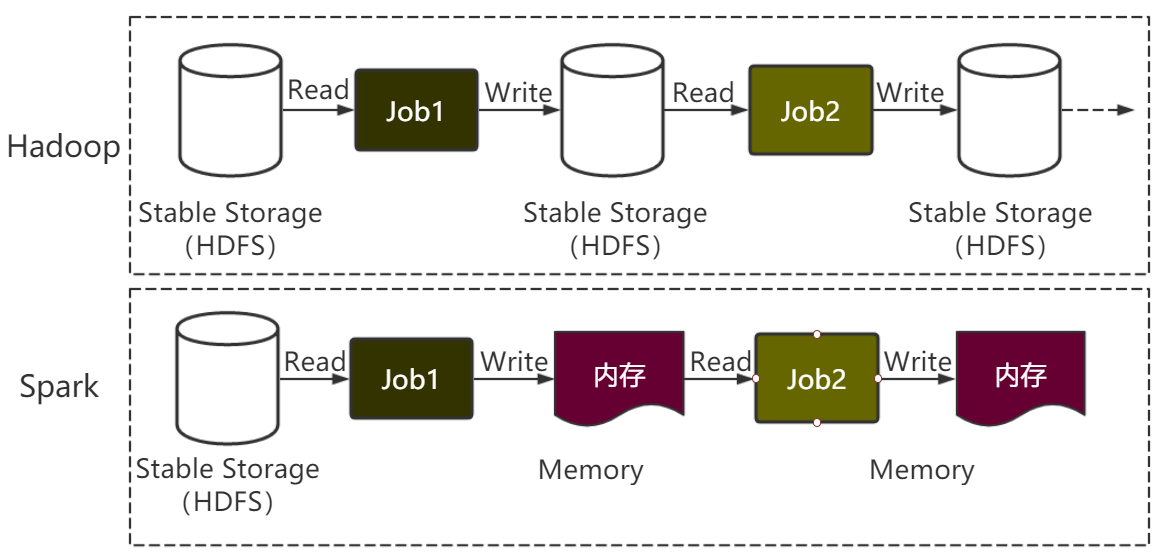 Hadoop
Read
Job1
Write
Read
Job2
Write
Stable Storage
（HDFS）
Stable Storage
（HDFS）
Stable Storage
（HDFS）
Spark
Read
Job1
Write
内存
Read
Job2
Write
内存
Stable Storage
（HDFS）
Memory
Memory